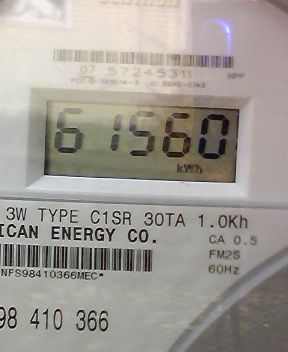 07 57245311 HPP
61560
kWh
3W TYPE C1SR 30TA 1.0Kh
ICAN ENERGY CO. CA 0.5
FM2S
NFS98410366MEC* 60Hz
98 410 366